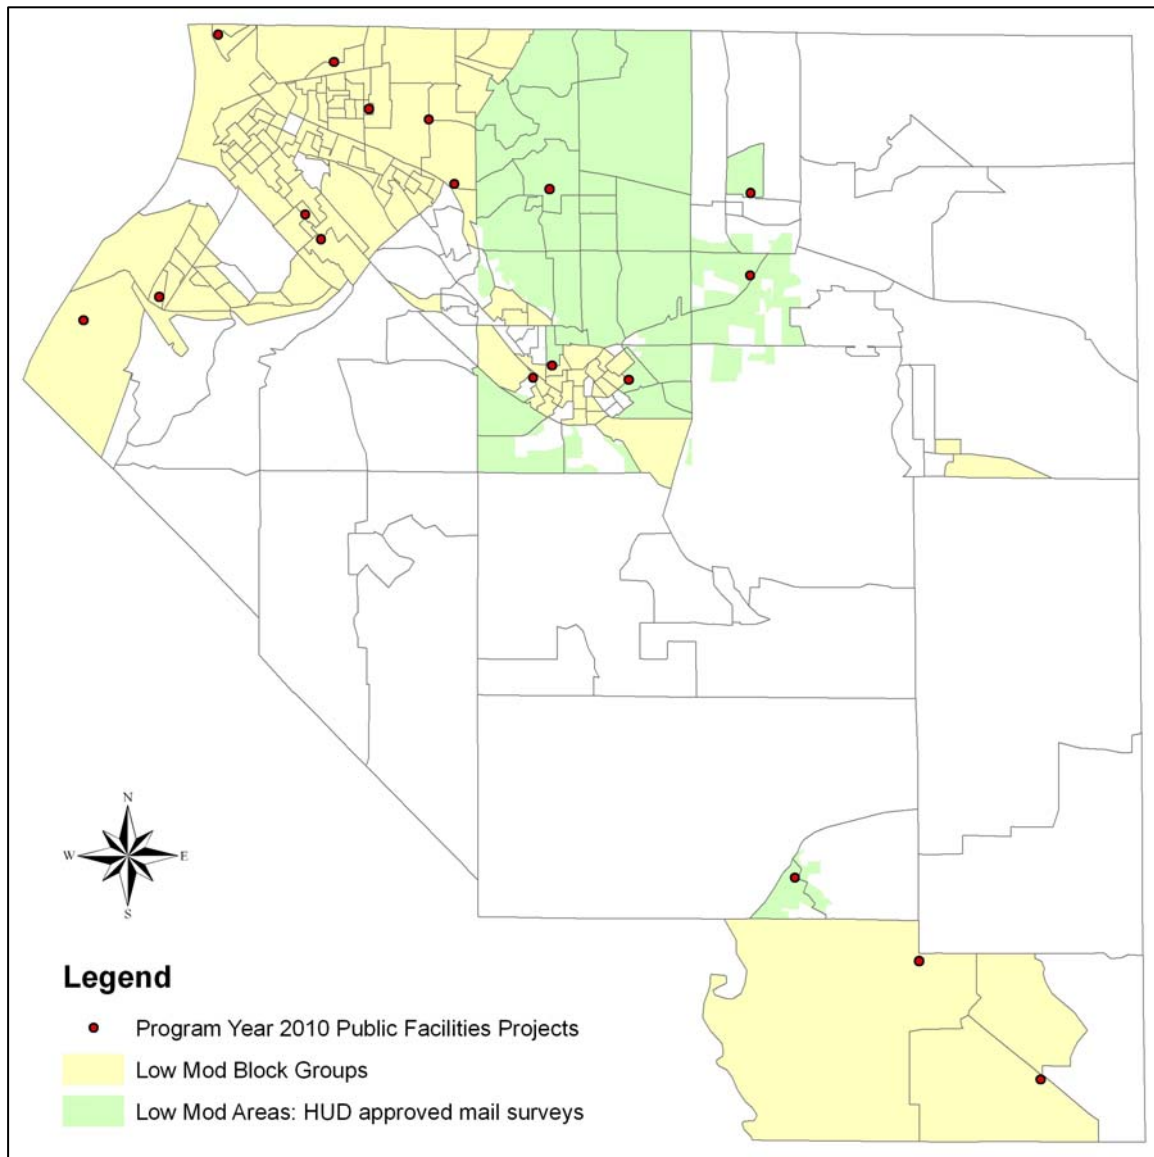 N
W E
S
Legend
Program Year 2010 Public Facilities Projects
Low Mod Block Groups
Low Mod Areas: HUD approved mail surveys